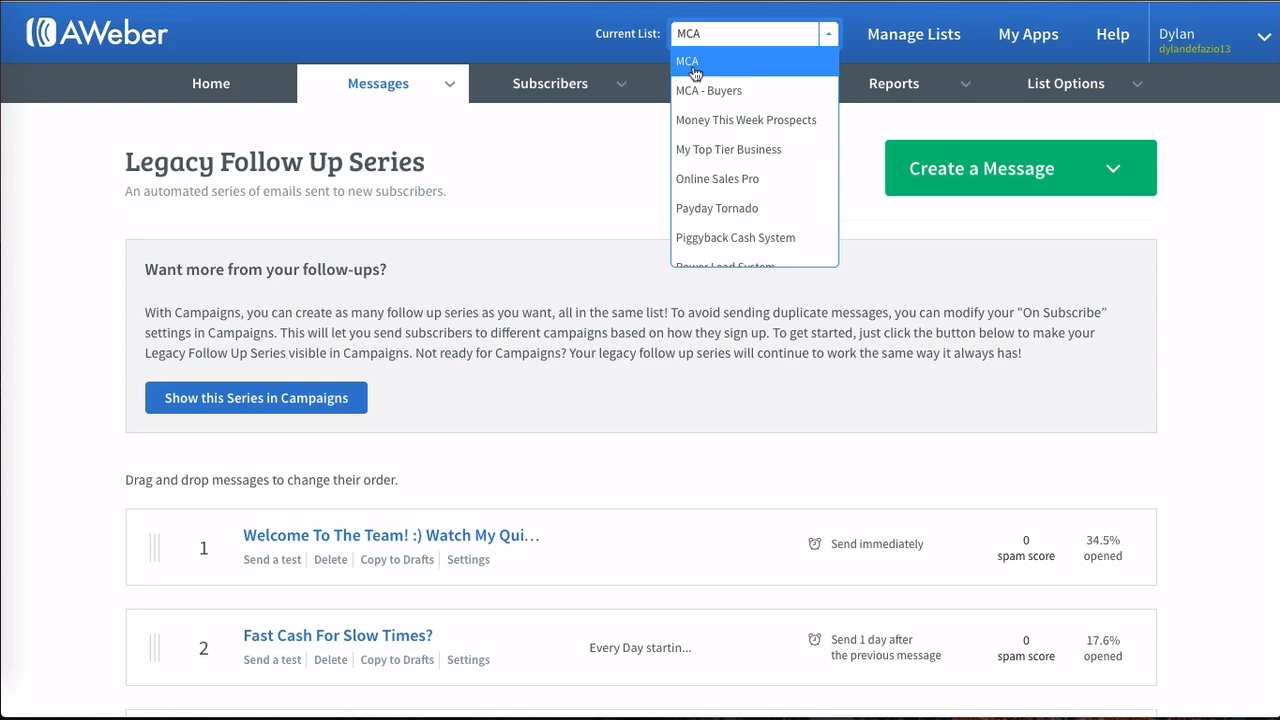 AWeber
Current List:
MCA
Manage Lists
My Apps
Help
Dylan
dylandefazio13
Home
Messages
Subscribers
Reports
List Options
MCA
MCA - Buyers
Money This Week Prospects
My Top Tier Business
Online Sales Pro
Payday Tornado
Piggyback Cash System
Power Lead System
Legacy Follow Up Series
An automated series of emails sent to new subscribers.
Create a Message
Want more from your follow-ups?
With Campaigns, you can create as many follow up series as you want, all in the same list! To avoid sending duplicate messages, you can modify your "On Subscribe"
settings in Campaigns. This will let you send subscribers to different campaigns based on how they sign up. To get started, just click the button below to make your
Legacy Follow Up Series visible in Campaigns. Not ready for Campaigns? Your legacy follow up series will continue to work the same way it always has!
Show this Series in Campaigns
Drag and drop messages to change their order.
1
Welcome To The Team! :) Watch My Qui...
Send a test Delete Copy to Drafts Settings
Send immediately
0
spam score
34.5%
opened
2
Fast Cash For Slow Times?
Send a test Delete Copy to Drafts Settings
Every Day startin...
Send 1 day after
the previous message
0
spam score
17.6%
opened